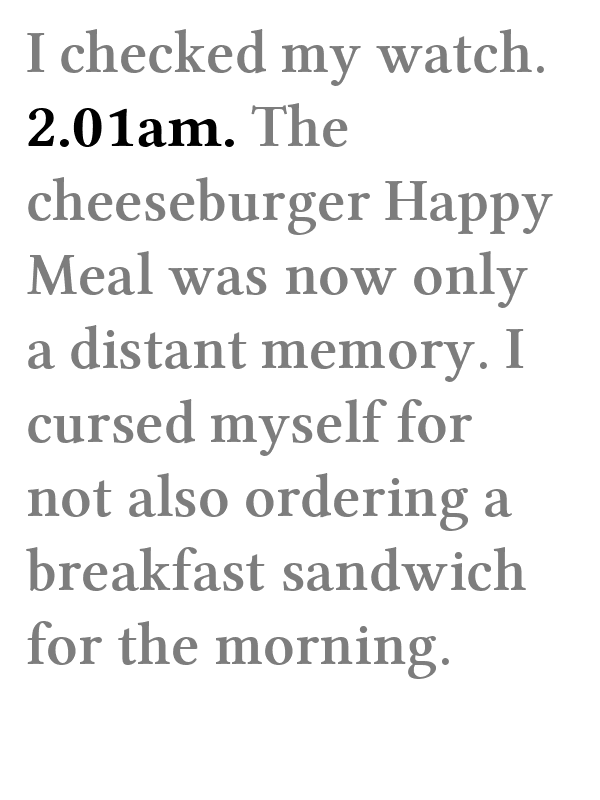 I checked my watch.
2.01am. The
cheeseburger Happy
Meal was now only
a distant memory. I
cursed myself for
not also ordering a
breakfast sandwich
for the morning.